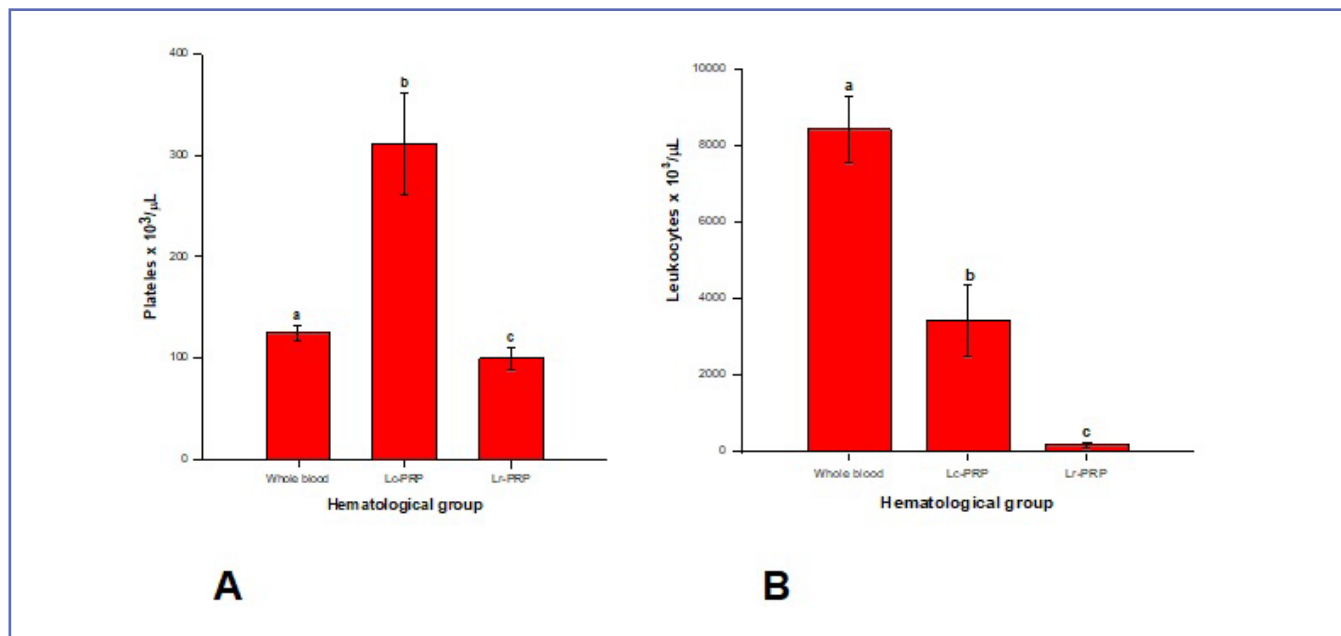 400
300
200
100
0
Plateles x 10³/µL
a
b
c
Whole blood
Lc-PRP
Lr-PRP
Hematological group
A
10000
8000
6000
4000
2000
0
Leukocytes x 10³/µL
a
b
c
Whole blood
Lc-PRP
Lr-PRP
Hematological group
B